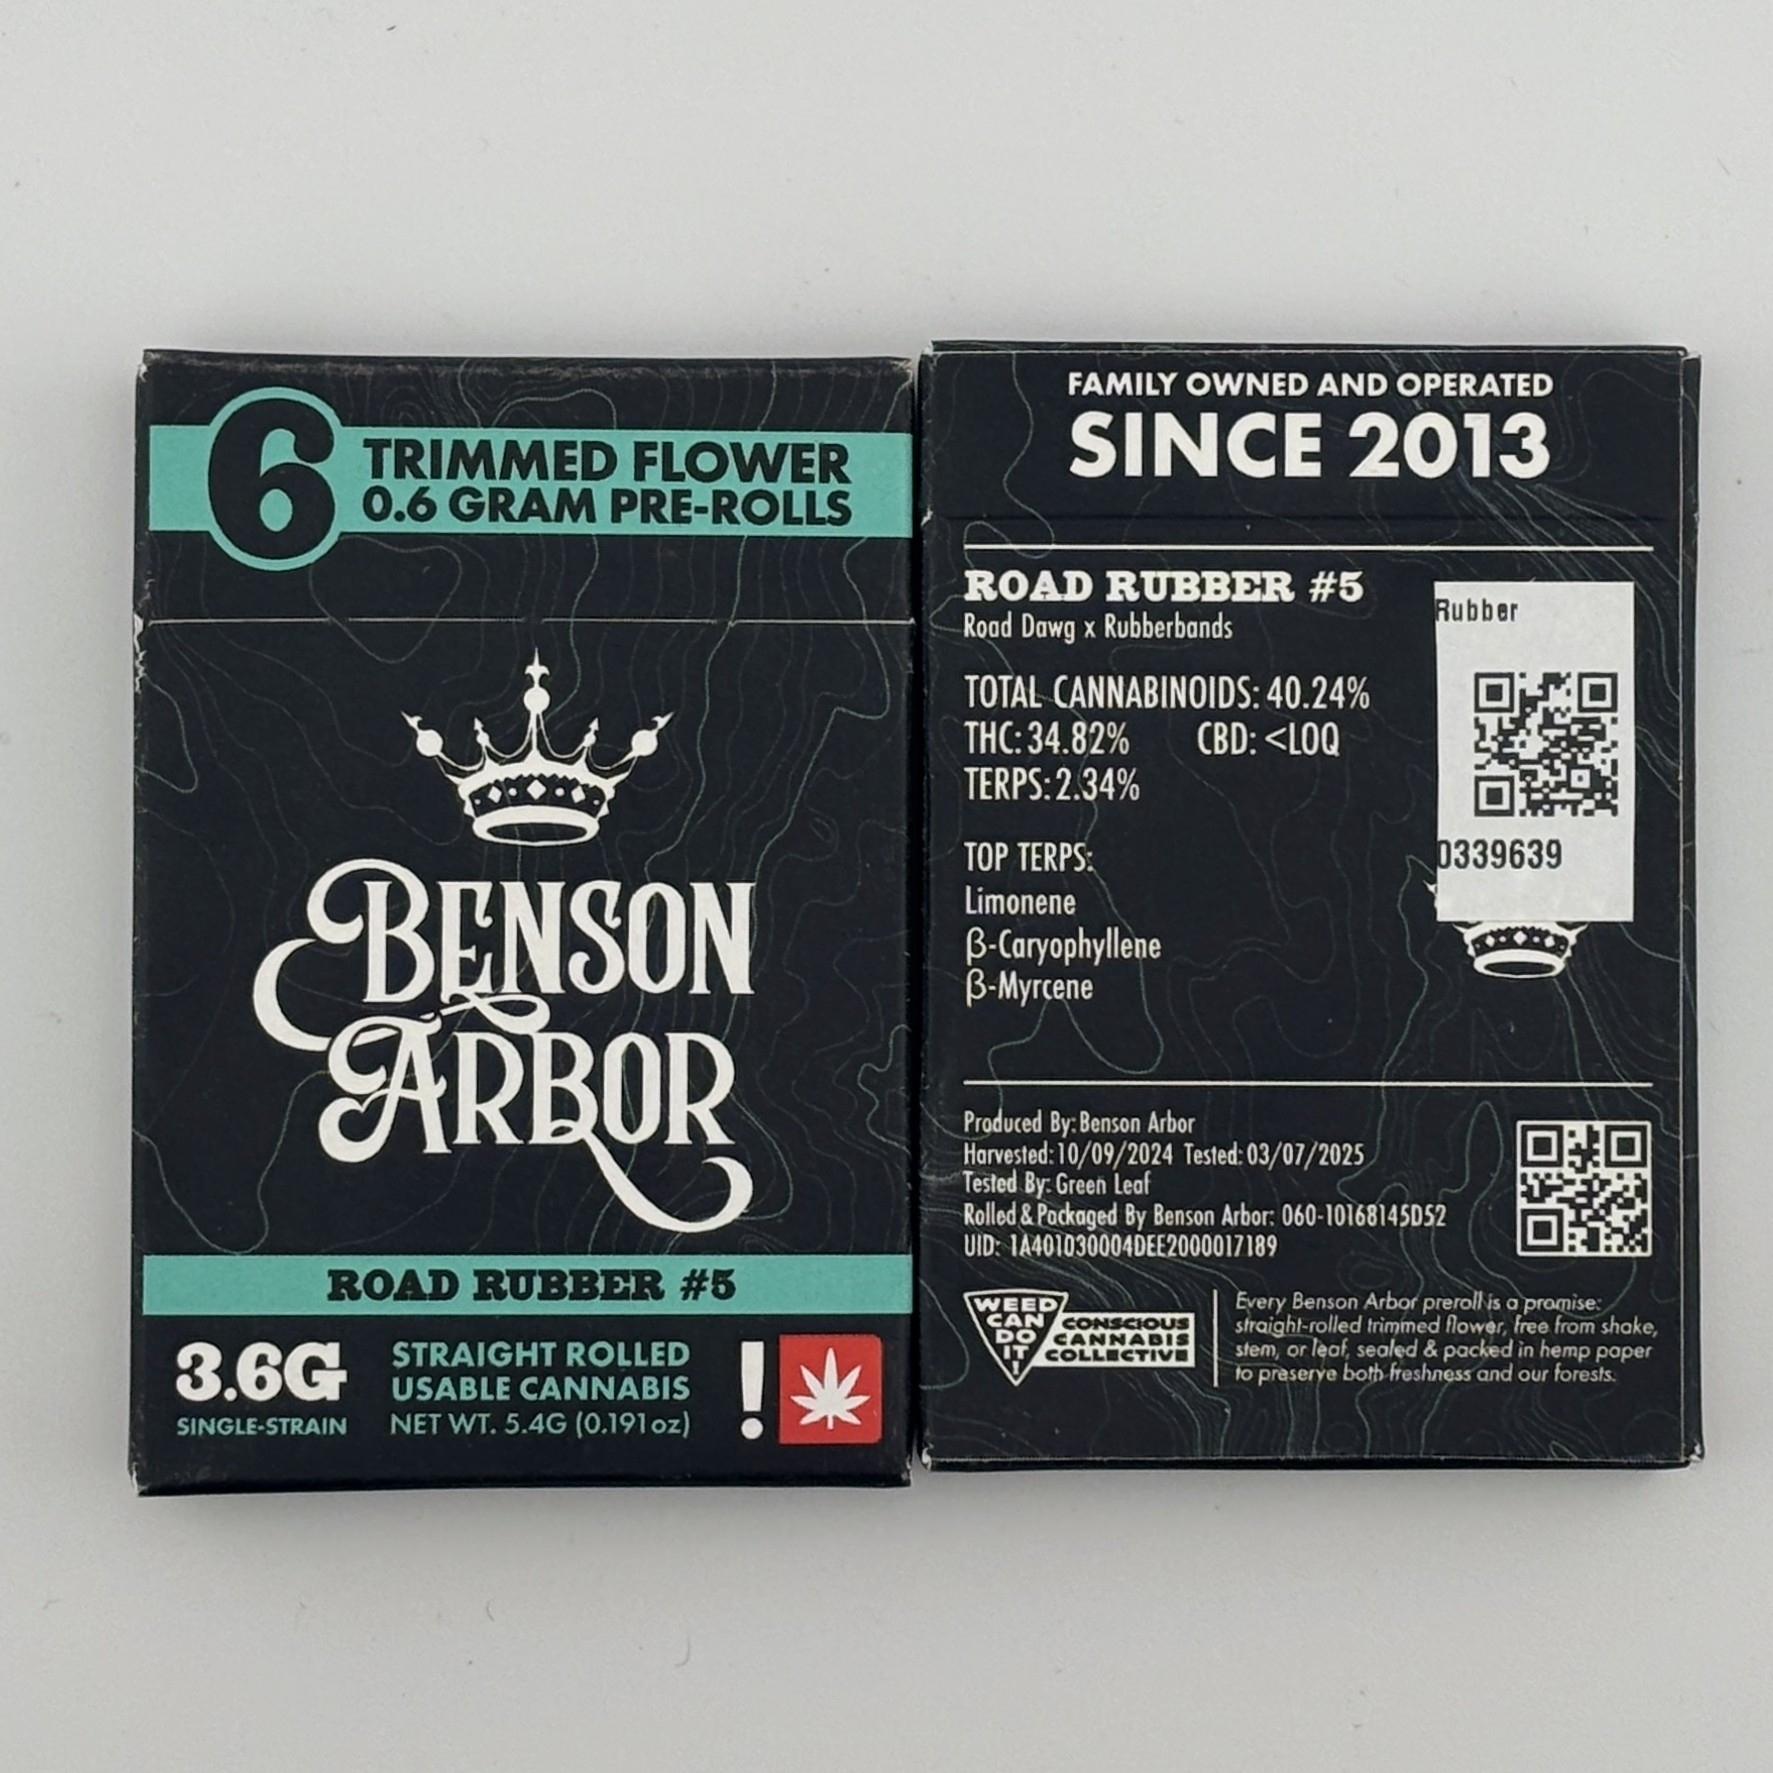 6
TRIMMED FLOWER
0.6 GRAM PRE-ROLLS
BENSON
ARBOR
ROAD RUBBER #5
3.6G
SINGLE-STRAIN
STRAIGHT ROLLED
USABLE CANNABIS
NET WT. 5.4G (0.191oz)
!
FAMILY OWNED AND OPERATED
SINCE 2013
ROAD RUBBER #5
Road Dawg x Rubberbands
TOTAL CANNABINOIDS: 40.24%
THC: 34.82% CBD: <LOQ
TERPS: 2.34%
TOP TERPS:
Limonene
β-Caryophyllene
β-Myrcene
Rubber
0339639
Produced By: Benson Arbor
Harvested: 10/09/2024 Tested: 03/07/2025
Tested By: Green Leaf
Rolled & Packaged By Benson Arbor: 060-10168145D52
UID: 1A401030004DEE2000017189
WEED
CAN
DO
IT!
CONSCIOUS
CANNABIS
COLLECTIVE
Every Benson Arbor preroll is a promise:
straight-rolled trimmed flower, free from shake,
stem, or leaf, sealed & packed in hemp paper
to preserve both freshness and our forests.